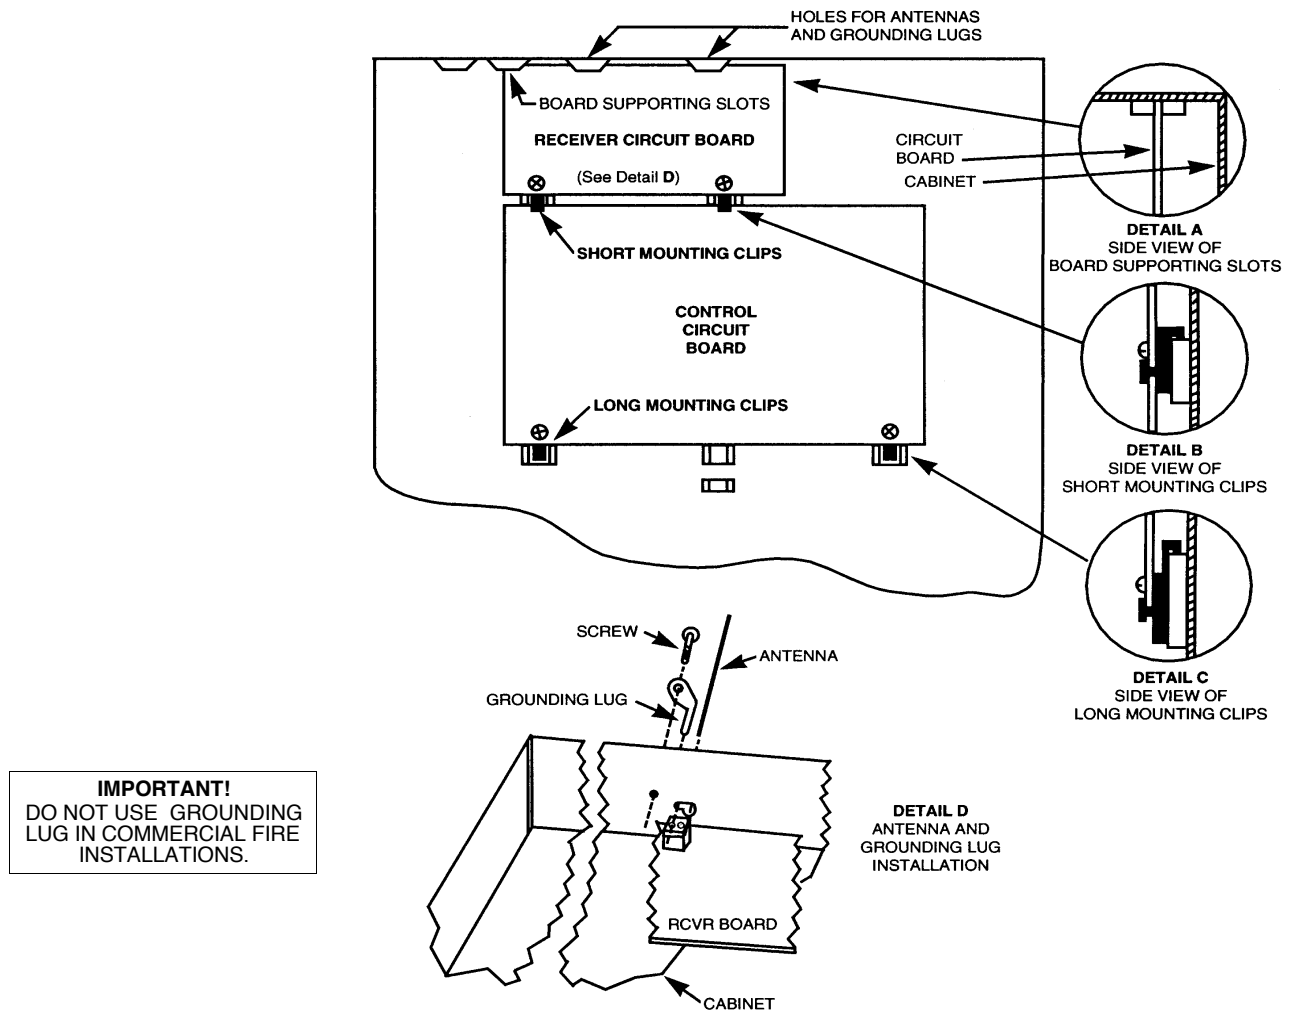 HOLES FOR ANTENNAS
AND GROUNDING LUGS
BOARD SUPPORTING SLOTS
RECEIVER CIRCUIT BOARD
(See Detail D)
SHORT MOUNTING CLIPS
CONTROL
CIRCUIT
BOARD
LONG MOUNTING CLIPS
CIRCUIT
BOARD
CABINET
DETAIL A
SIDE VIEW OF
BOARD SUPPORTING SLOTS
DETAIL B
SIDE VIEW OF
SHORT MOUNTING CLIPS
DETAIL C
SIDE VIEW OF
LONG MOUNTING CLIPS
SCREW
ANTENNA
GROUNDING LUG
IMPORTANT!
DO NOT USE  GROUNDING
LUG IN COMMERCIAL FIRE
INSTALLATIONS.
DETAIL D
ANTENNA AND
GROUNDING LUG
INSTALLATION
RCVR BOARD
CABINET